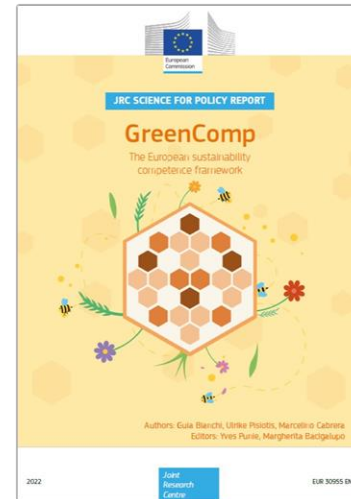 European
Commission
JRC SCIENCE FOR POLICY REPORT
GreenComp
The European sustainability
competence framework
Authors: Guia Bianchi, Ulrike Pisiotis, Marcelino Cabrera
Editors: Yves Punie, Margherita Bacigalupo
2022
Joint
Research
Centre
EUR 30955 EN